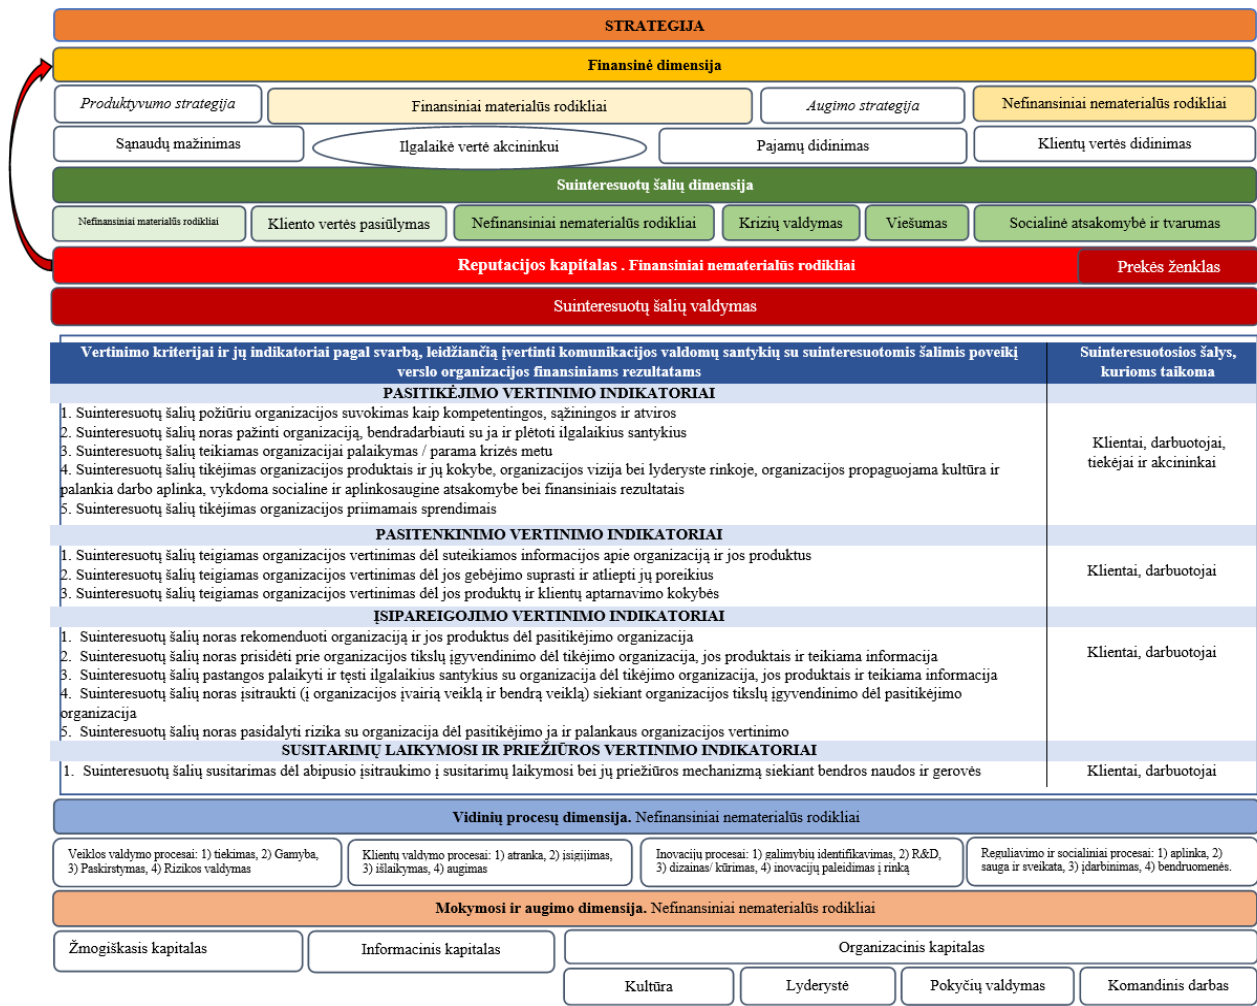 STRATEGIJA
Finansinė dimensija
Produktyvumo strategija
Finansiniai materialūs rodikliai
Augimo strategija
Nefinansiniai nematerialūs rodikliai
Sąnaudų mažinimas
Ilgalaikė vertė akcininkui
Pajamų didinimas
Klientų vertės didinimas
Suinteresuotų šalių dimensija
Nefinansiniai materialūs rodikliai
Kliento vertės pasiūlymas
Nefinansiniai nematerialūs rodikliai
Krizių valdymas
Viešumas
Socialinė atsakomybė ir tvarumas
Reputacijos kapitalas . Finansiniai nematerialūs rodikliai
Prekės ženklas
Suinteresuotų šalių valdymas
Vertinimo kriterijai ir jų indikatoriai pagal svarbą, leidžiančią įvertinti komunikacijos valdomų santykių su suinteresuotomis šalimis poveikį
verslo organizacijos finansiniams rezultatams
Suinteresuotosios šalys,
kurioms taikoma
PASITIKĖJIMO VERTINIMO INDIKATORIAI
1. Suinteresuotų šalių požiūriu organizacijos suvokimas kaip kompetentingos, sąžiningos ir atviros
2. Suinteresuotų šalių noras pažinti organizaciją, bendradarbiauti su ja ir plėtoti ilgalaikius santykius
3. Suinteresuotų šalių teikiamas organizacijai palaikymas / parama krizės metu
4. Suinteresuotų šalių tikėjimas organizacijos produktais ir jų kokybe, organizacijos vizija bei lyderyste rinkoje, organizacijos propaguojama kultūra ir
palankia darbo aplinka, vykdoma socialine ir aplinkosaugine atsakomybe bei finansiniais rezultatais
5. Suinteresuotų šalių tikėjimas organizacijos priimamais sprendimais
Klientai, darbuotojai,
tiekėjai ir akcininkai
PASITENKINIMO VERTINIMO INDIKATORIAI
1. Suinteresuotų šalių teigiamas organizacijos vertinimas dėl suteikiamos informacijos apie organizaciją ir jos produktus
2. Suinteresuotų šalių teigiamas organizacijos vertinimas dėl jos gebėjimo suprasti ir atliepti jų poreikius
3. Suinteresuotų šalių teigiamas organizacijos vertinimas dėl jos produktų ir klientų aptarnavimo kokybės
Klientai, darbuotojai
ĮSIPAREIGOJIMO VERTINIMO INDIKATORIAI
1. Suinteresuotų šalių noras rekomenduoti organizaciją ir jos produktus dėl pasitikėjimo organizacija
2. Suinteresuotų šalių noras prisidėti prie organizacijos tikslų įgyvendinimo dėl tikėjimo organizacija, jos produktais ir teikiama informacija
3. Suinteresuotų šalių pastangos palaikyti ir tęsti ilgalaikius santykius su organizacija dėl tikėjimo organizacija, jos produktais ir teikiama informacija
4. Suinteresuotų šalių noras įsitraukti (į organizacijos įvairią veiklą ir bendrą veiklą) siekiant organizacijos tikslų įgyvendinimo dėl pasitikėjimo
organizacija
5. Suinteresuotų šalių noras pasidalyti rizika su organizacija dėl pasitikėjimo ja ir palankaus organizacijos vertinimo
Klientai, darbuotojai
SUSITARIMŲ LAIKYMOSI IR PRIEŽIŪROS VERTINIMO INDIKATORIAI
1. Suinteresuotų šalių susitarimas dėl abipusio įsitraukimo į susitarimų laikymosi bei jų priežiūros mechanizmą siekiant bendros naudos ir gerovės
Klientai, darbuotojai
Vidinių procesų dimensija. Nefinansiniai nematerialūs rodikliai
Veiklos valdymo procesai: 1) tiekimas, 2) Gamyba,
3) Paskirstymas, 4) Rizikos valdymas
Klientų valdymo procesai: 1) atranka, 2) įsigijimas,
3) išlaikymas, 4) augimas
Inovacijų procesai: 1) galimybių identifikavimas, 2) R&D,
3) dizainas/ kūrimas, 4) inovacijų paleidimas į rinką
Reguliavimo ir socialiniai procesai: 1) aplinka, 2)
sauga ir sveikata, 3) įdarbinimas, 4) bendruomenės.
Mokymosi ir augimo dimensija. Nefinansiniai nematerialūs rodikliai
Žmogiškasis kapitalas
Informacinis kapitalas
Organizacinis kapitalas
Kultūra
Lyderystė
Pokyčių valdymas
Komandinis darbas